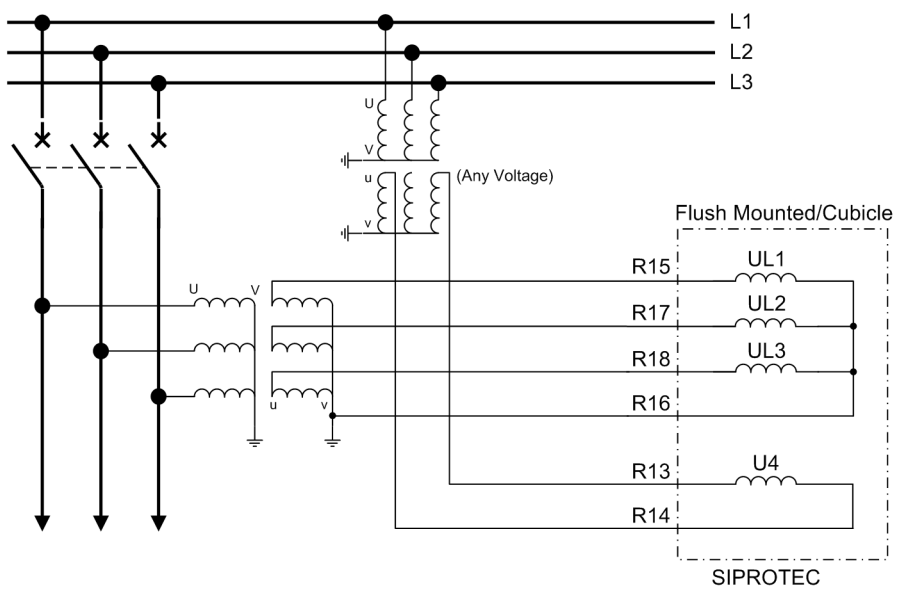 L1
L2
L3
U
V
u
(Any Voltage)
v
Flush Mounted/Cubicle
UL1
R15
U V
UL2
R17
UL3
R18
u v
R16
U4
R13
R14
SIPROTEC